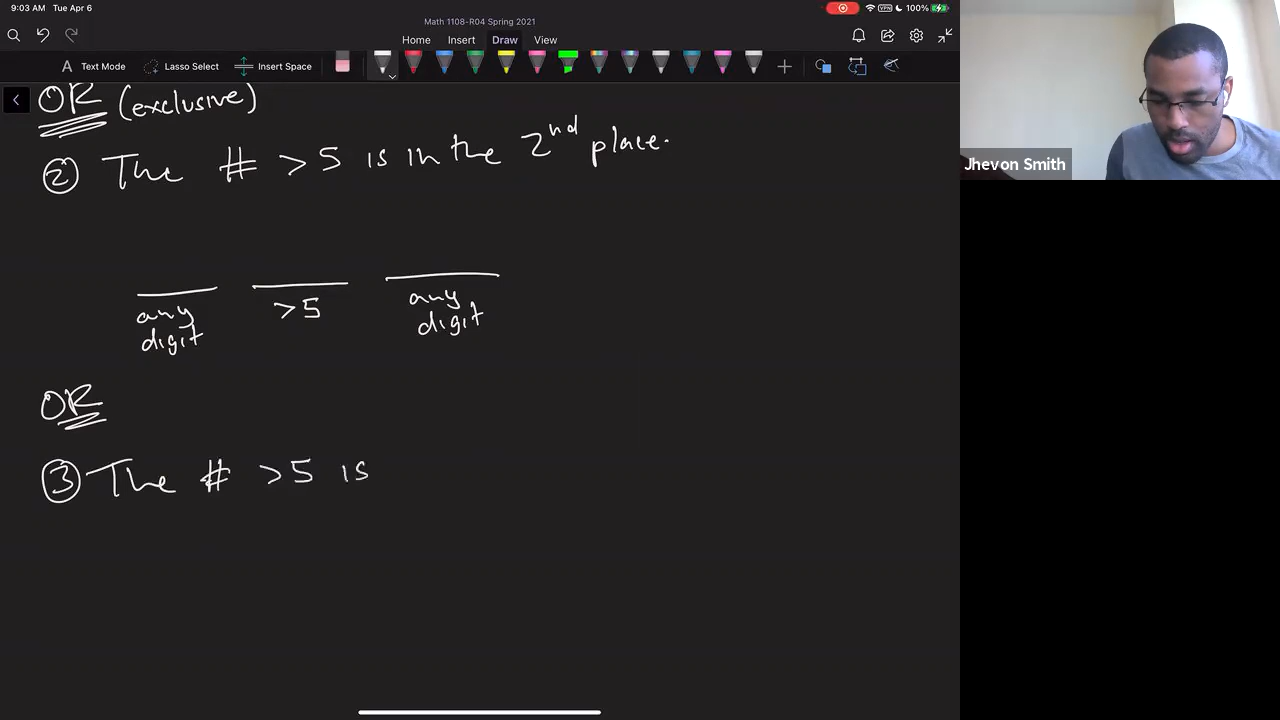 9:03 AM Tue Apr 6
100%
Math 1108-R04 Spring 2021
Home Insert Draw View
Text Mode Lasso Select Insert Space
OR (exclusive)
② The # > 5 is in the 2nd place.
any digit
>5
any digit
OR
③ The # > 5 is
Jhevon Smith